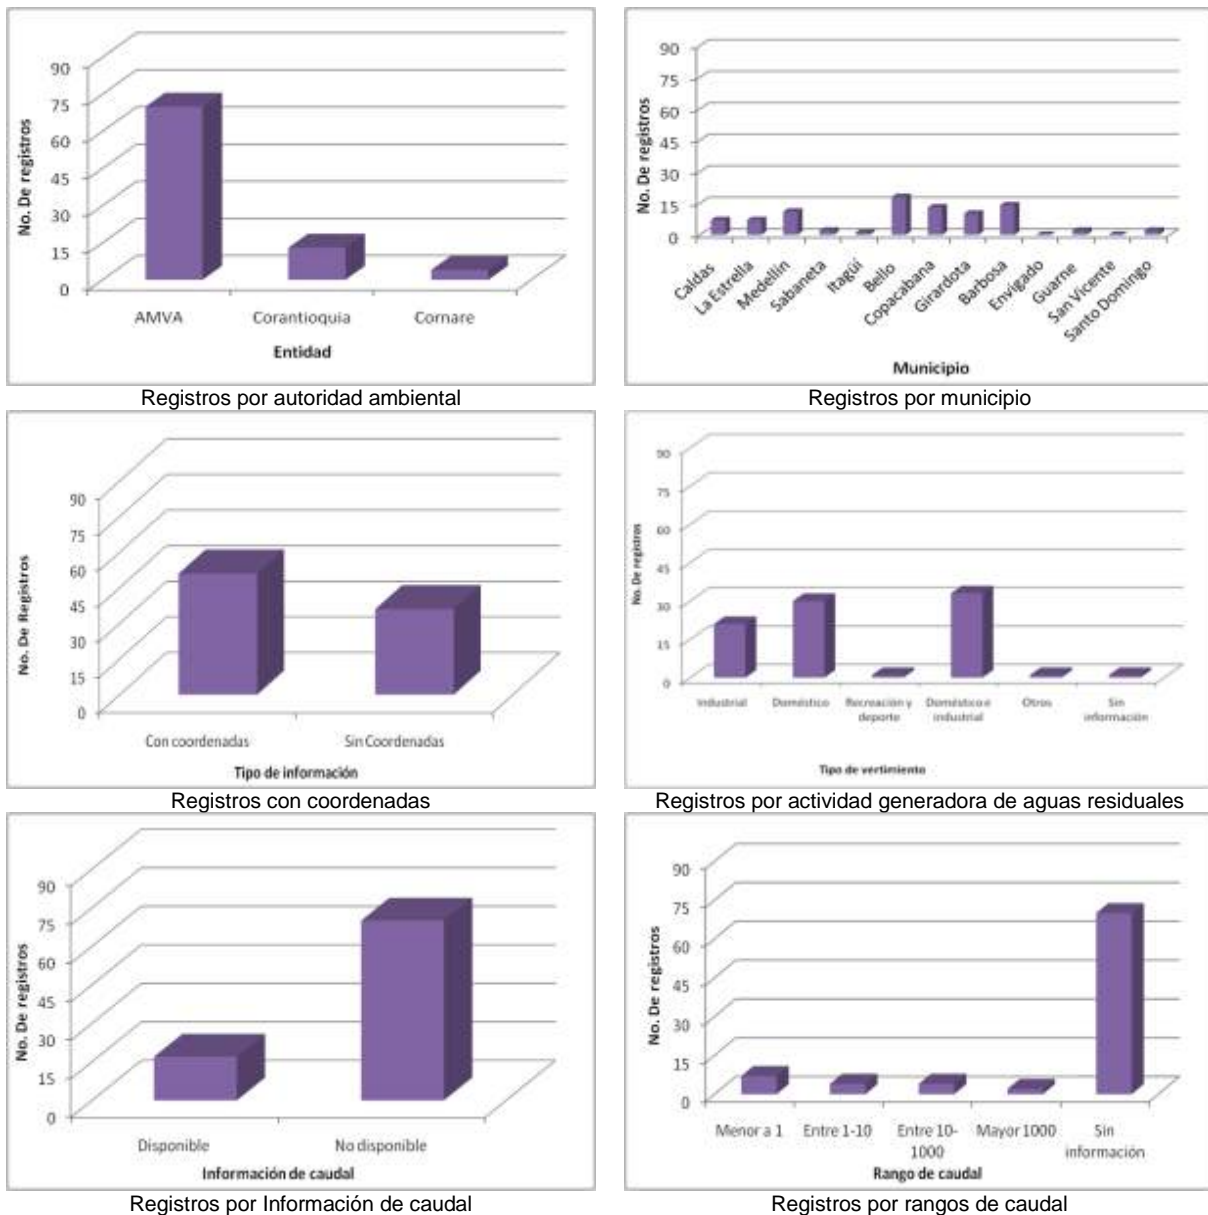 No. De registros
90
75
60
45
30
15
0
AMVA
Corantioquia
Cornare
Entidad
Registros por autoridad ambiental
No. De registros
90
75
60
45
30
15
0
Caldas
La Estrella
Medellín
Sabaneta
Itagüí
Bello
Copacabana
Girardota
Barbosa
Envigado
Guarne
San Vicente
Santo Domingo
Municipio
Registros por municipio
No. De Registros
90
75
60
45
30
15
0
Con coordenadas
Sin Coordenadas
Tipo de información
Registros con coordenadas
No. De registros
90
75
60
45
30
15
0
Industrial
Doméstico
Recreación y
deporte
Doméstico e
industrial
Otros
Sin
información
Tipo de vertimiento
Registros por actividad generadora de aguas residuales
No. De registros
90
75
60
45
30
15
0
Disponible
No disponible
Información de caudal
Registros por Información de caudal
No. De registros
90
75
60
45
30
15
0
Menor a 1
Entre 1-10
Entre 10-
1000
Mayor 1000
Sin
información
Rango de caudal
Registros por rangos de caudal